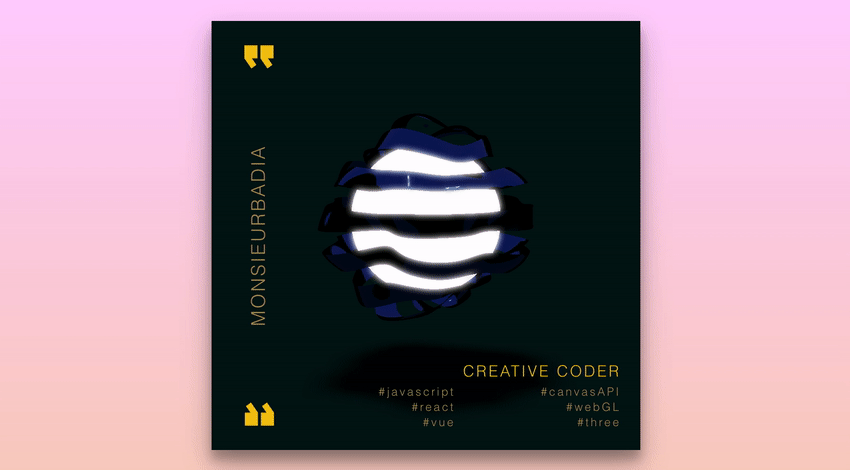 MONSIEURBADIA
CREATIVE CODER
#javascript #canvasAPI
#react #webGL
#vue #three